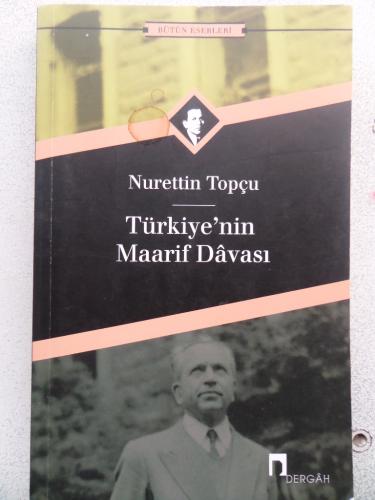 BÜTÜN ESERLERİ
Nurettin Topçu
Türkiye'nin
Maarif Dâvası
DERGÂH